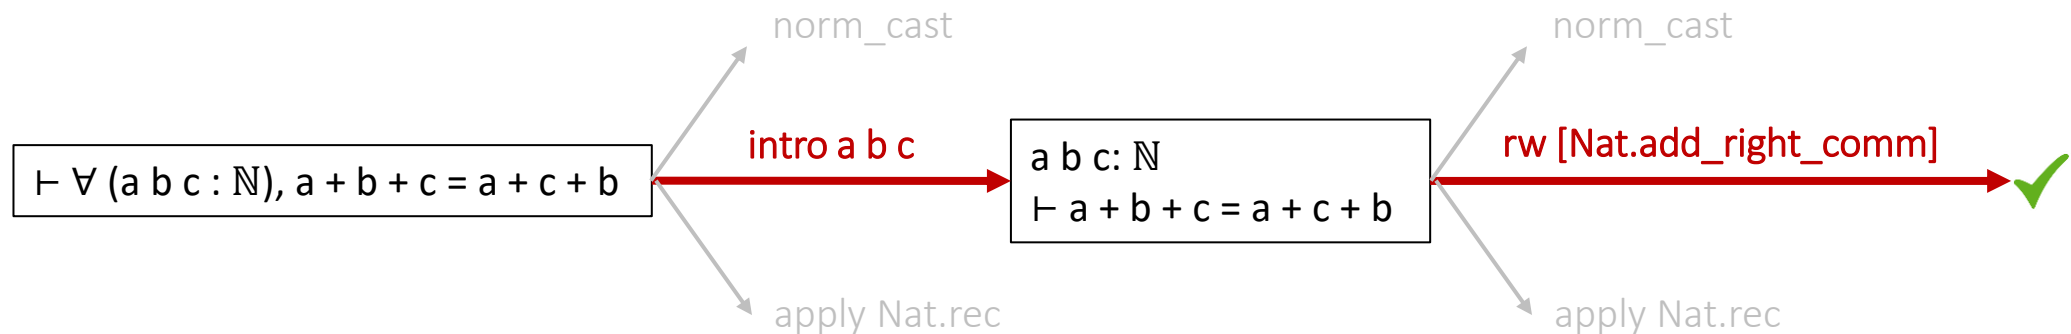 norm_cast
norm_cast
intro a b c
rw [Nat.add_right_comm]
⊢ ∀ (a b c : ℕ), a + b + c = a + c + b
a b c: ℕ
⊢ a + b + c = a + c + b
apply Nat.rec
apply Nat.rec